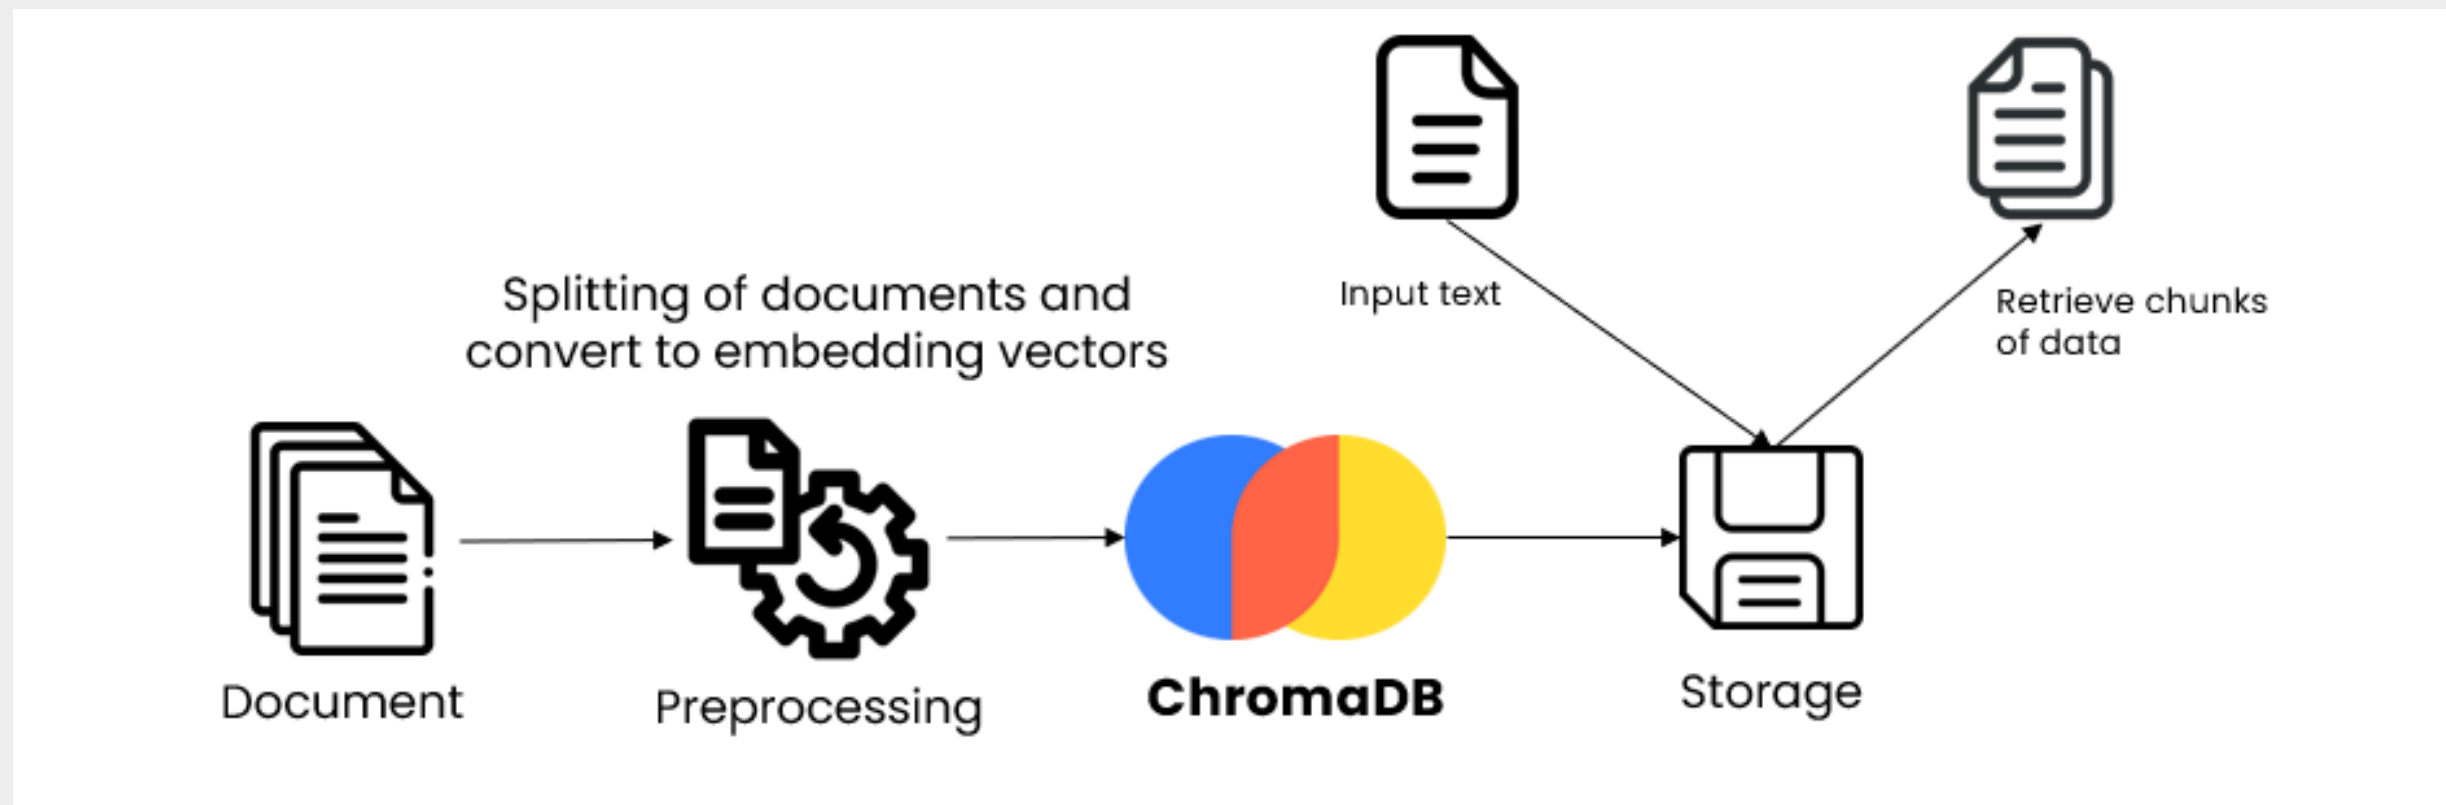 Input text
Retrieve chunks
of data
Splitting of documents and
convert to embedding vectors
Document
Preprocessing
ChromaDB
Storage